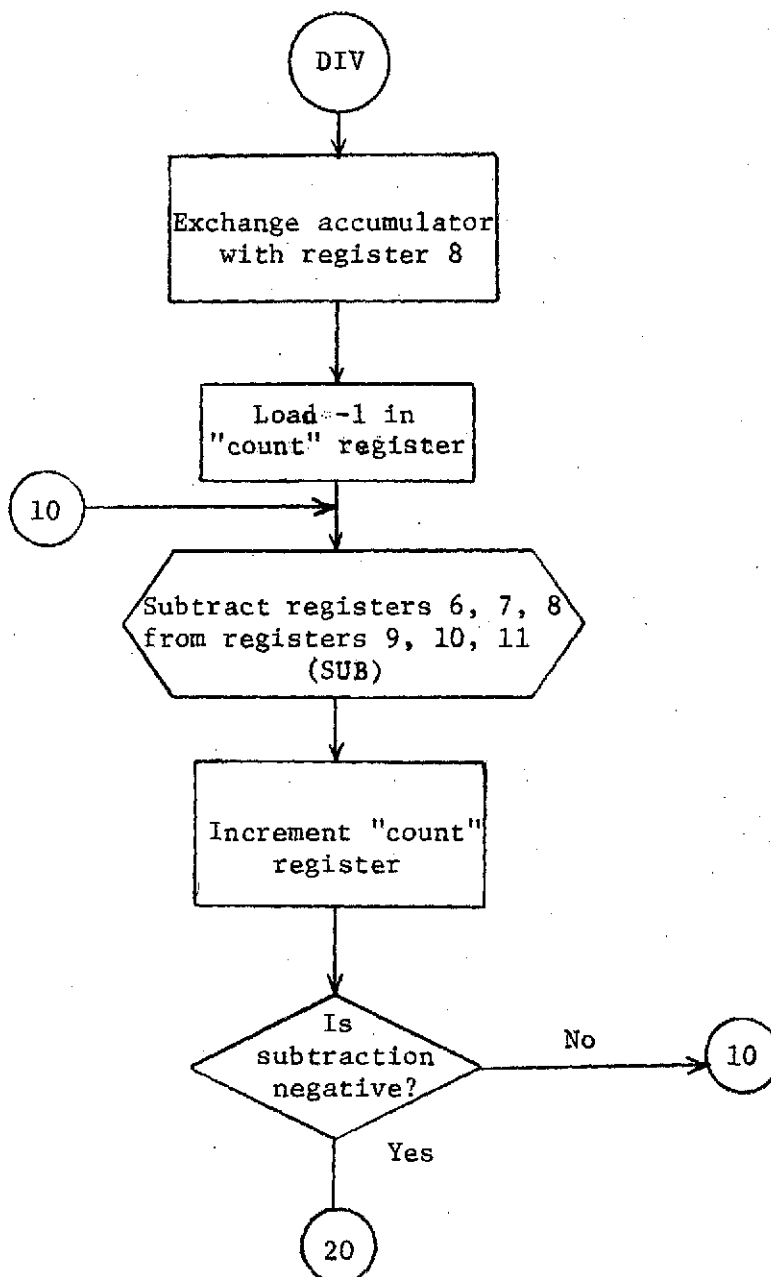 DIV
Exchange accumulator
with register 8
Load -1 in
"count" register
10
Subtract registers 6, 7, 8
from registers 9, 10, 11
(SUB)
Increment "count"
register
Is
subtraction
negative?
No
10
Yes
20